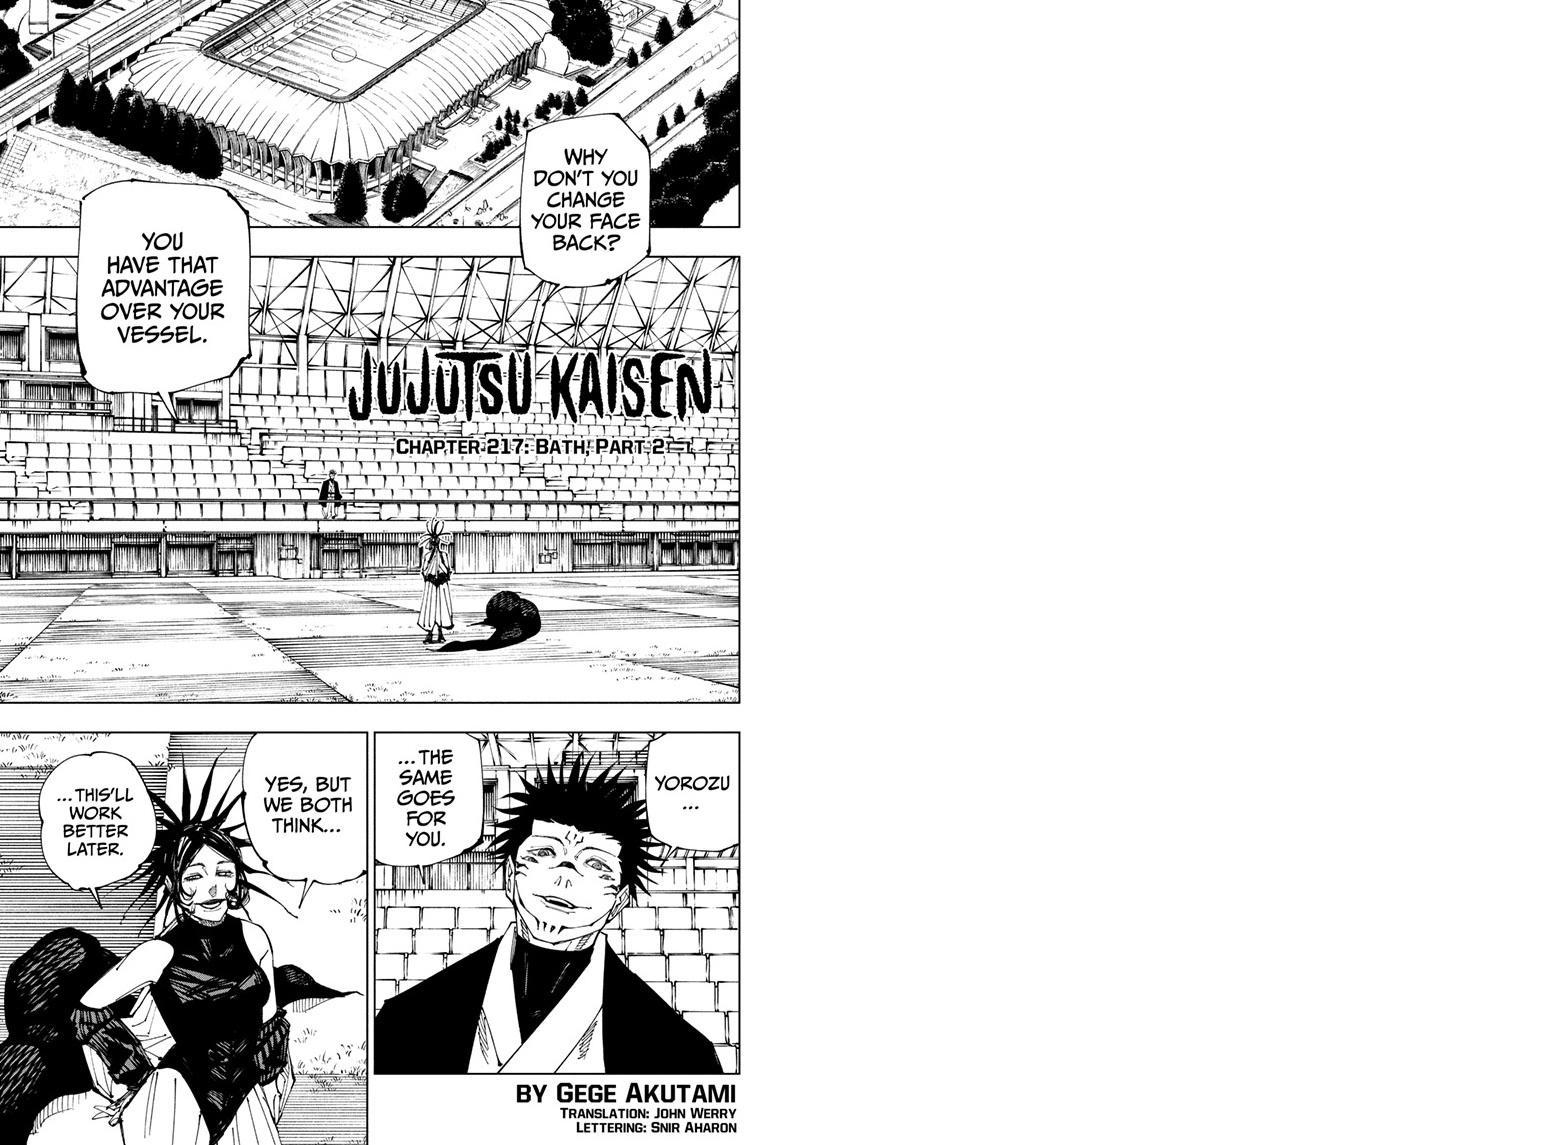 WHY
DON'T YOU
CHANGE
YOUR FACE
BACK?
YOU
HAVE THAT
ADVANTAGE
OVER YOUR
VESSEL.
JUJUTSU KAISEN
CHAPTER 217: BATH, PART 2
YOROZU
...
...THE
SAME
GOES
FOR
YOU.
YES, BUT
WE BOTH
THINK...
...THIS'LL
WORK
BETTER
LATER.
BY GEGE AKUTAMI
TRANSLATION: JOHN WERRY
LETTERING: SNIR AHARON